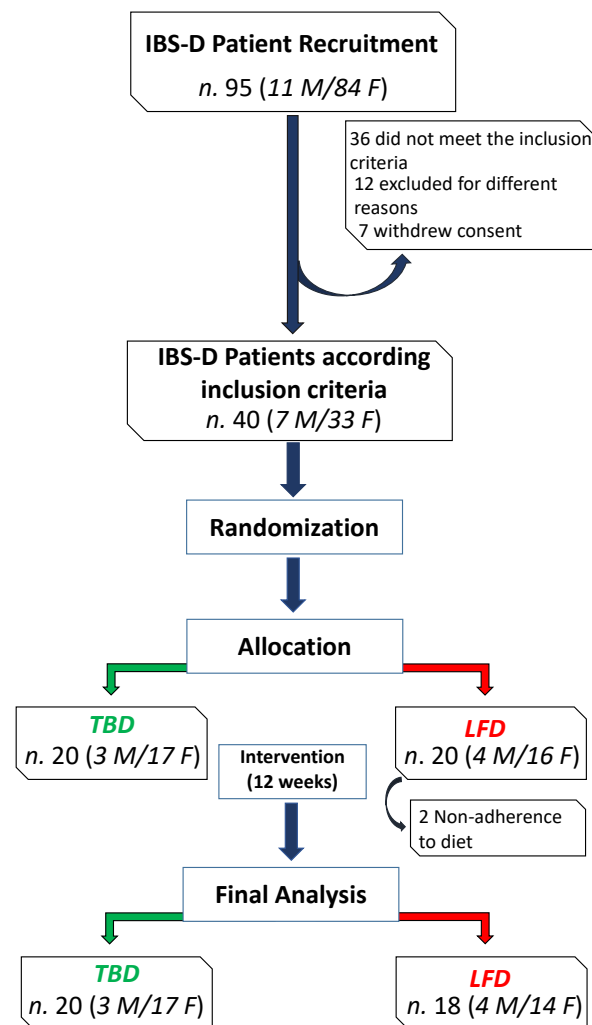 IBS-D Patient Recruitment
n. 95 (11 M/84 F)
36 did not meet the inclusion
criteria
12 excluded for different
reasons
7 withdrew consent
IBS-D Patients according
inclusion criteria
n. 40 (7 M/33 F)
Randomization
Allocation
TBD
n. 20 (3 M/17 F)
LFD
n. 20 (4 M/16 F)
Intervention
(12 weeks)
2 Non-adherence
to diet
Final Analysis
TBD
n. 20 (3 M/17 F)
LFD
n. 18 (4 M/14 F)